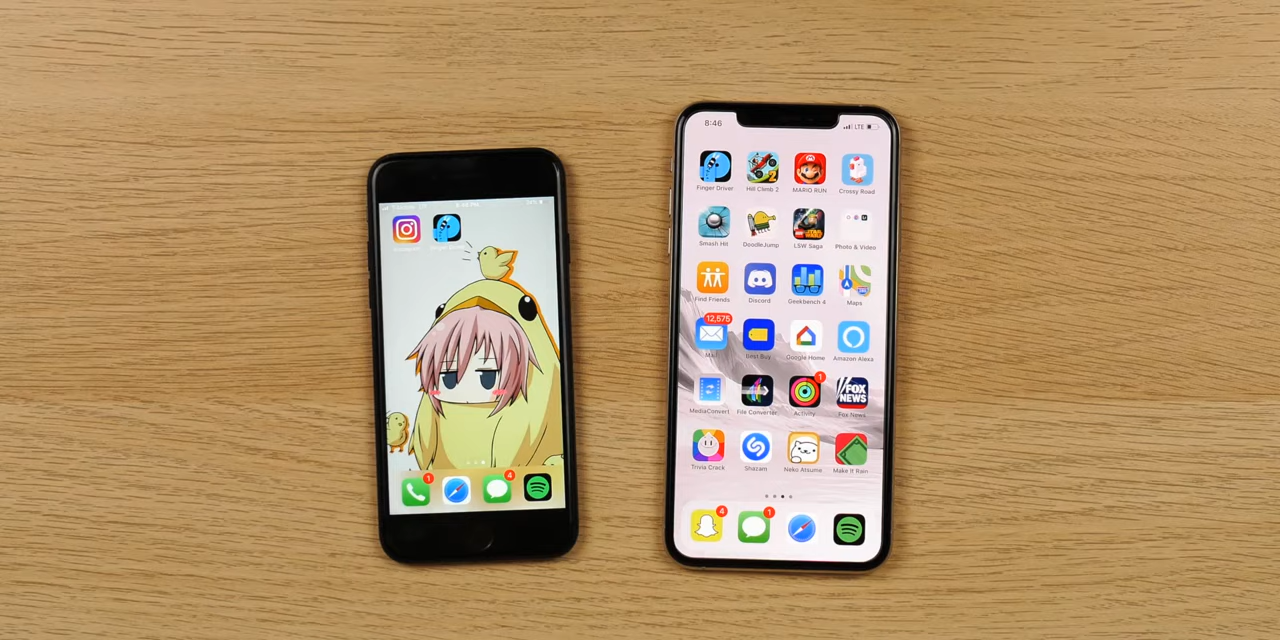 1
4
8:46
LTE
Finger Driver
Hill Climb 2
MARIO RUN
Crossy Road
Smash Hit
DoodleJump
LSW Saga
Photo & Video
Find Friends
Discord
Geekbench 4
Maps
12,575
Mail
Best Buy
Google Home
Amazon Alexa
1
FOX
NEWS
MediaConvert
File Converter
Activity
Fox News
Trivia Crack
Shazam
Neko Atsume
Make It Rain
4
1